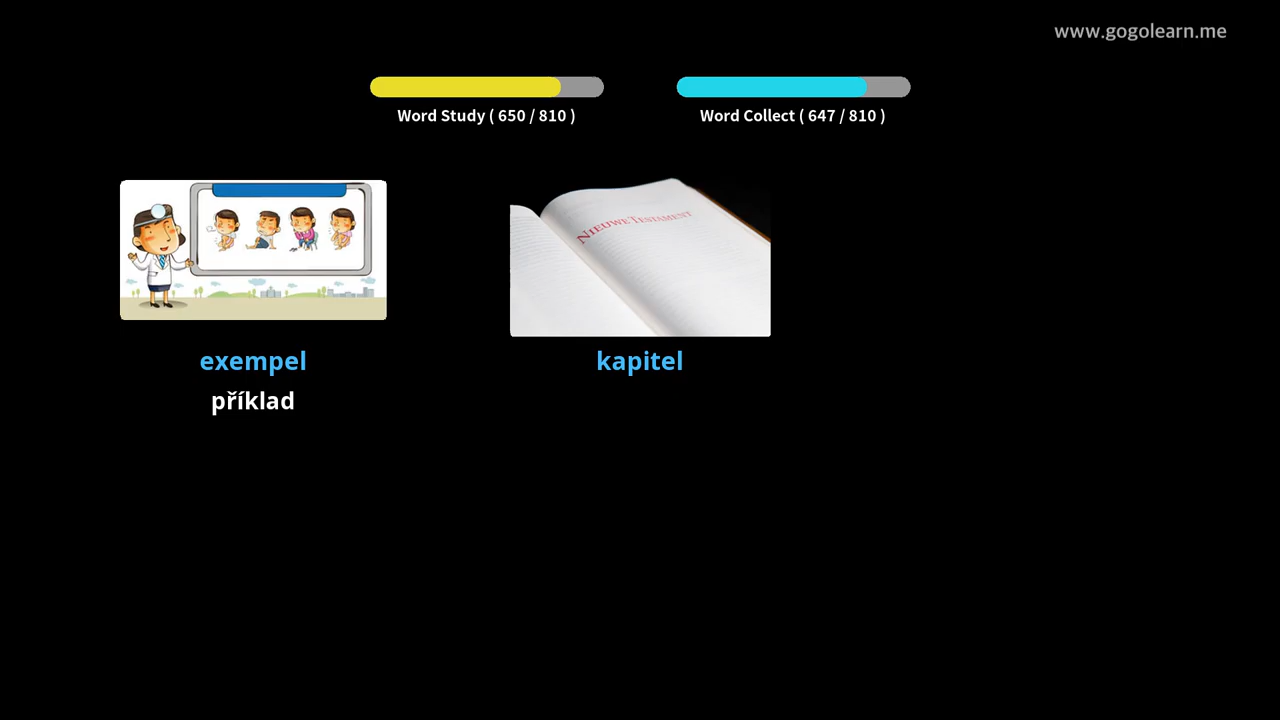 www.gogolearn.me
Word Study ( 650 / 810 )
Word Collect ( 647 / 810 )
NIEUWE TESTAMENT
exempel
kapitel
příklad